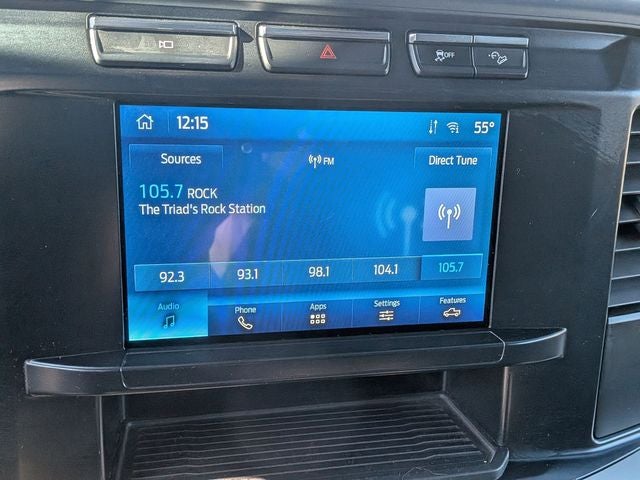 OFF
12:15 55°
Sources FM Direct Tune
105.7 ROCK
The Triad's Rock Station
92.3 93.1 98.1 104.1 105.7
Audio Phone Apps Settings Features